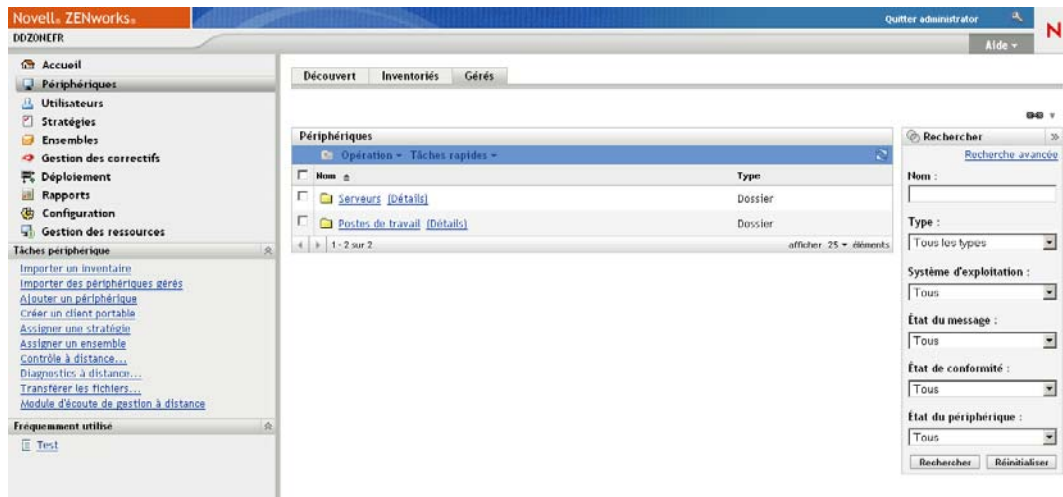 Novell® ZENworks®
Quitter administrator
N
DDZONEFR
Aide
Accueil
Périphériques
Utilisateurs
Stratégies
Ensembles
Gestion des correctifs
Déploiement
Rapports
Configuration
Gestion des ressources
Tâches périphérique
Importer un inventaire
Importer des périphériques gérés
Ajouter un périphérique
Créer un client portable
Assigner une stratégie
Assigner un ensemble
Contrôle à distance...
Diagnostics à distance...
Transférer les fichiers...
Module d'écoute de gestion à distance
Fréquemment utilisé
Test
Découvert Inventoriés Gérés
Périphériques
Opération Tâches rapides
Nom Type
Serveurs (Détails) Dossier
Postes de travail (Détails) Dossier
1 - 2 sur 2 afficher 25 éléments
Rechercher
Recherche avancée
Nom :
Type :
Tous les types
Système d'exploitation :
Tous
État du message :
Tous
État de conformité :
Tous
État du périphérique :
Tous
Rechercher Réinitialiser